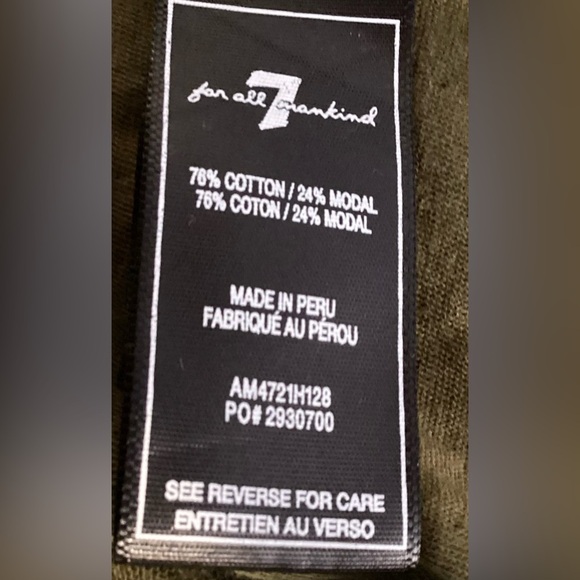 7 for all mankind
76% COTTON / 24% MODAL
76% COTON / 24% MODAL
MADE IN PERU
FABRIQUÉ AU PÉROU
AM4721H128
PO# 2930700
SEE REVERSE FOR CARE
ENTRETIEN AU VERSO